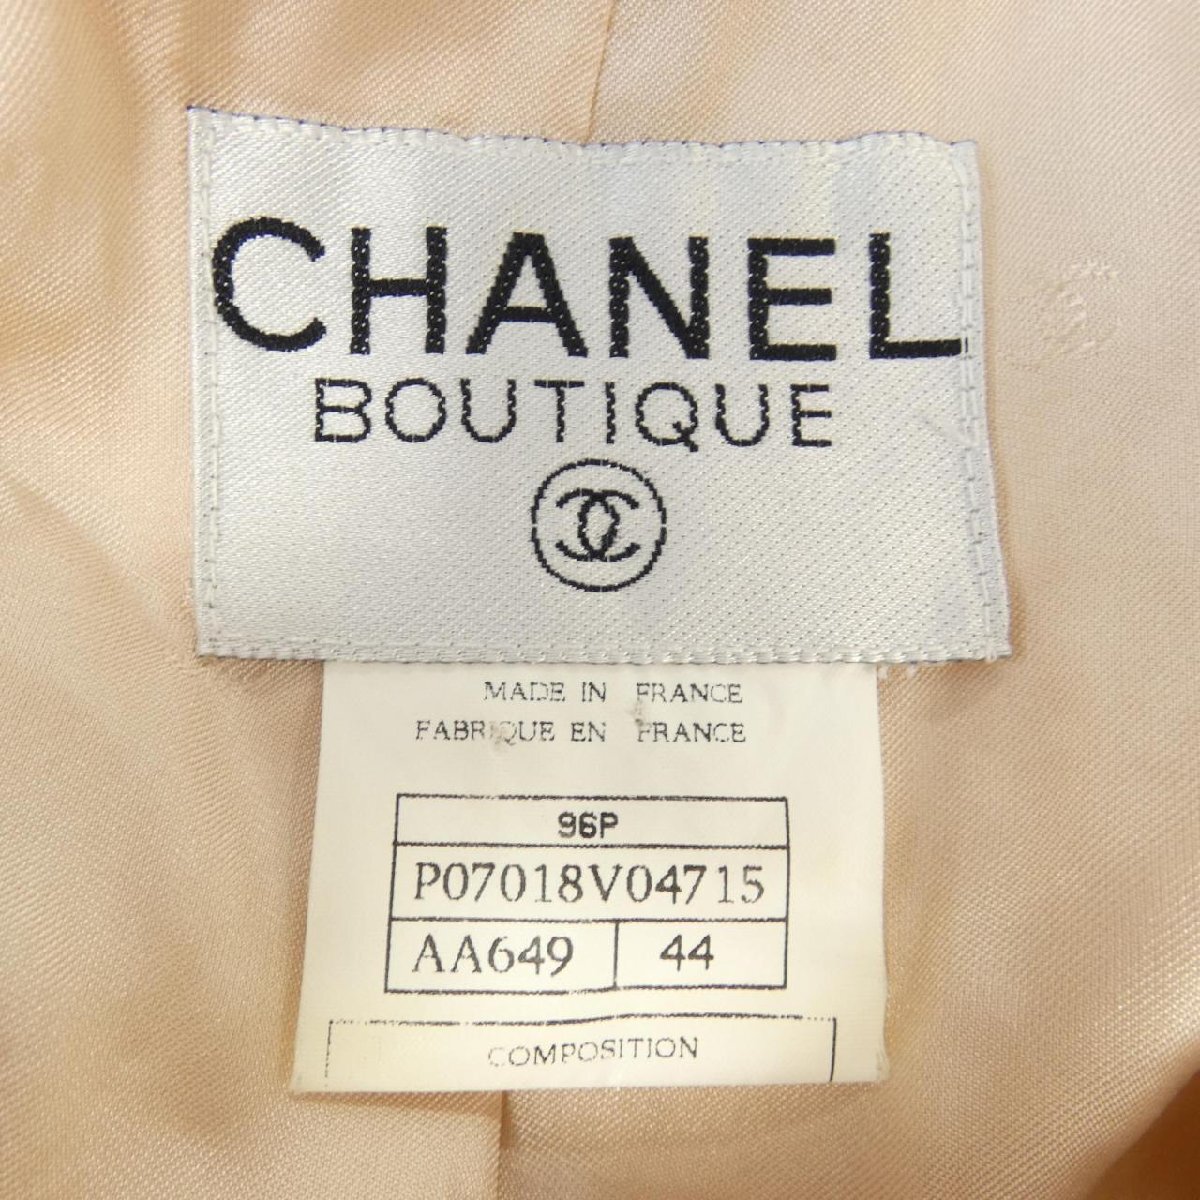 CHANEL
BOUTIQUE
MADE IN FRANCE
FABRIQUE EN FRANCE
96P
P07018V04715
AA649 44
COMPOSITION